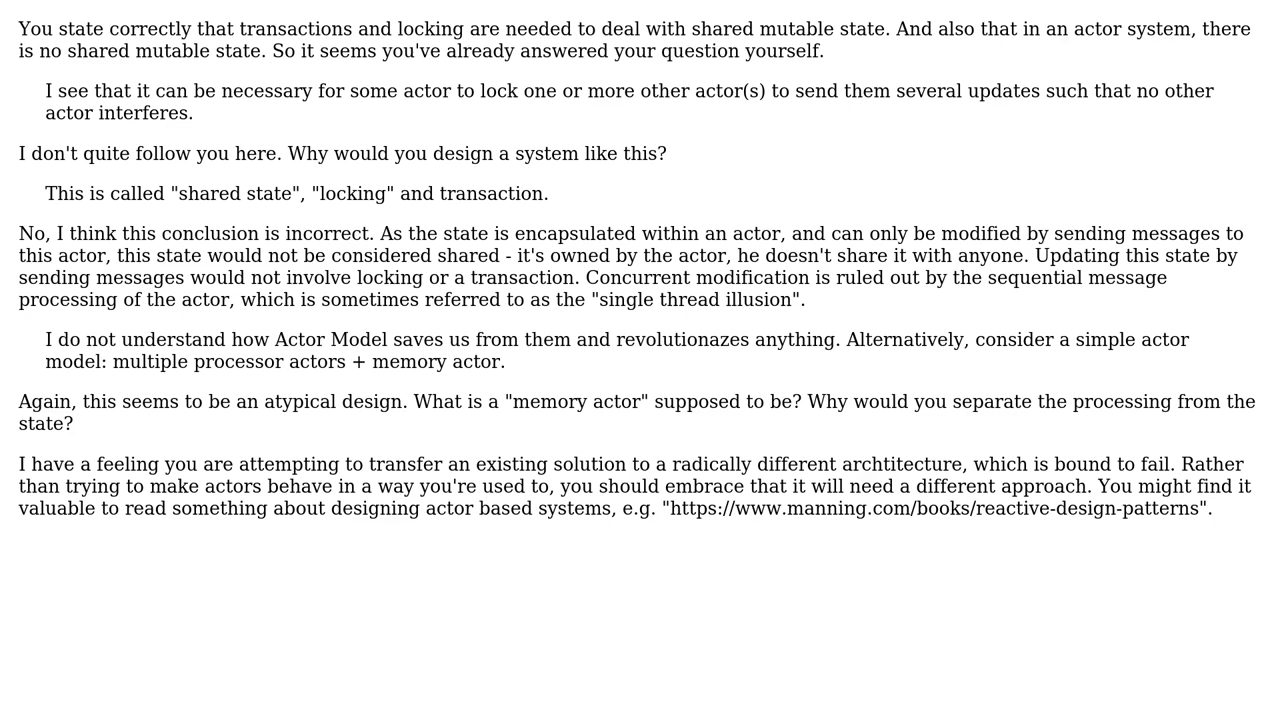 You state correctly that transactions and locking are needed to deal with shared mutable state. And also that in an actor system, there
is no shared mutable state. So it seems you've already answered your question yourself.
I see that it can be necessary for some actor to lock one or more other actor(s) to send them several updates such that no other
actor interferes.
I don't quite follow you here. Why would you design a system like this?
This is called "shared state", "locking" and transaction.
No, I think this conclusion is incorrect. As the state is encapsulated within an actor, and can only be modified by sending messages to
this actor, this state would not be considered shared - it's owned by the actor, he doesn't share it with anyone. Updating this state by
sending messages would not involve locking or a transaction. Concurrent modification is ruled out by the sequential message
processing of the actor, which is sometimes referred to as the "single thread illusion".
I do not understand how Actor Model saves us from them and revolutionazes anything. Alternatively, consider a simple actor
model: multiple processor actors + memory actor.
Again, this seems to be an atypical design. What is a "memory actor" supposed to be? Why would you separate the processing from the
state?
I have a feeling you are attempting to transfer an existing solution to a radically different archtitecture, which is bound to fail. Rather
than trying to make actors behave in a way you're used to, you should embrace that it will need a different approach. You might find it
valuable to read something about designing actor based systems, e.g. "https://www.manning.com/books/reactive-design-patterns".